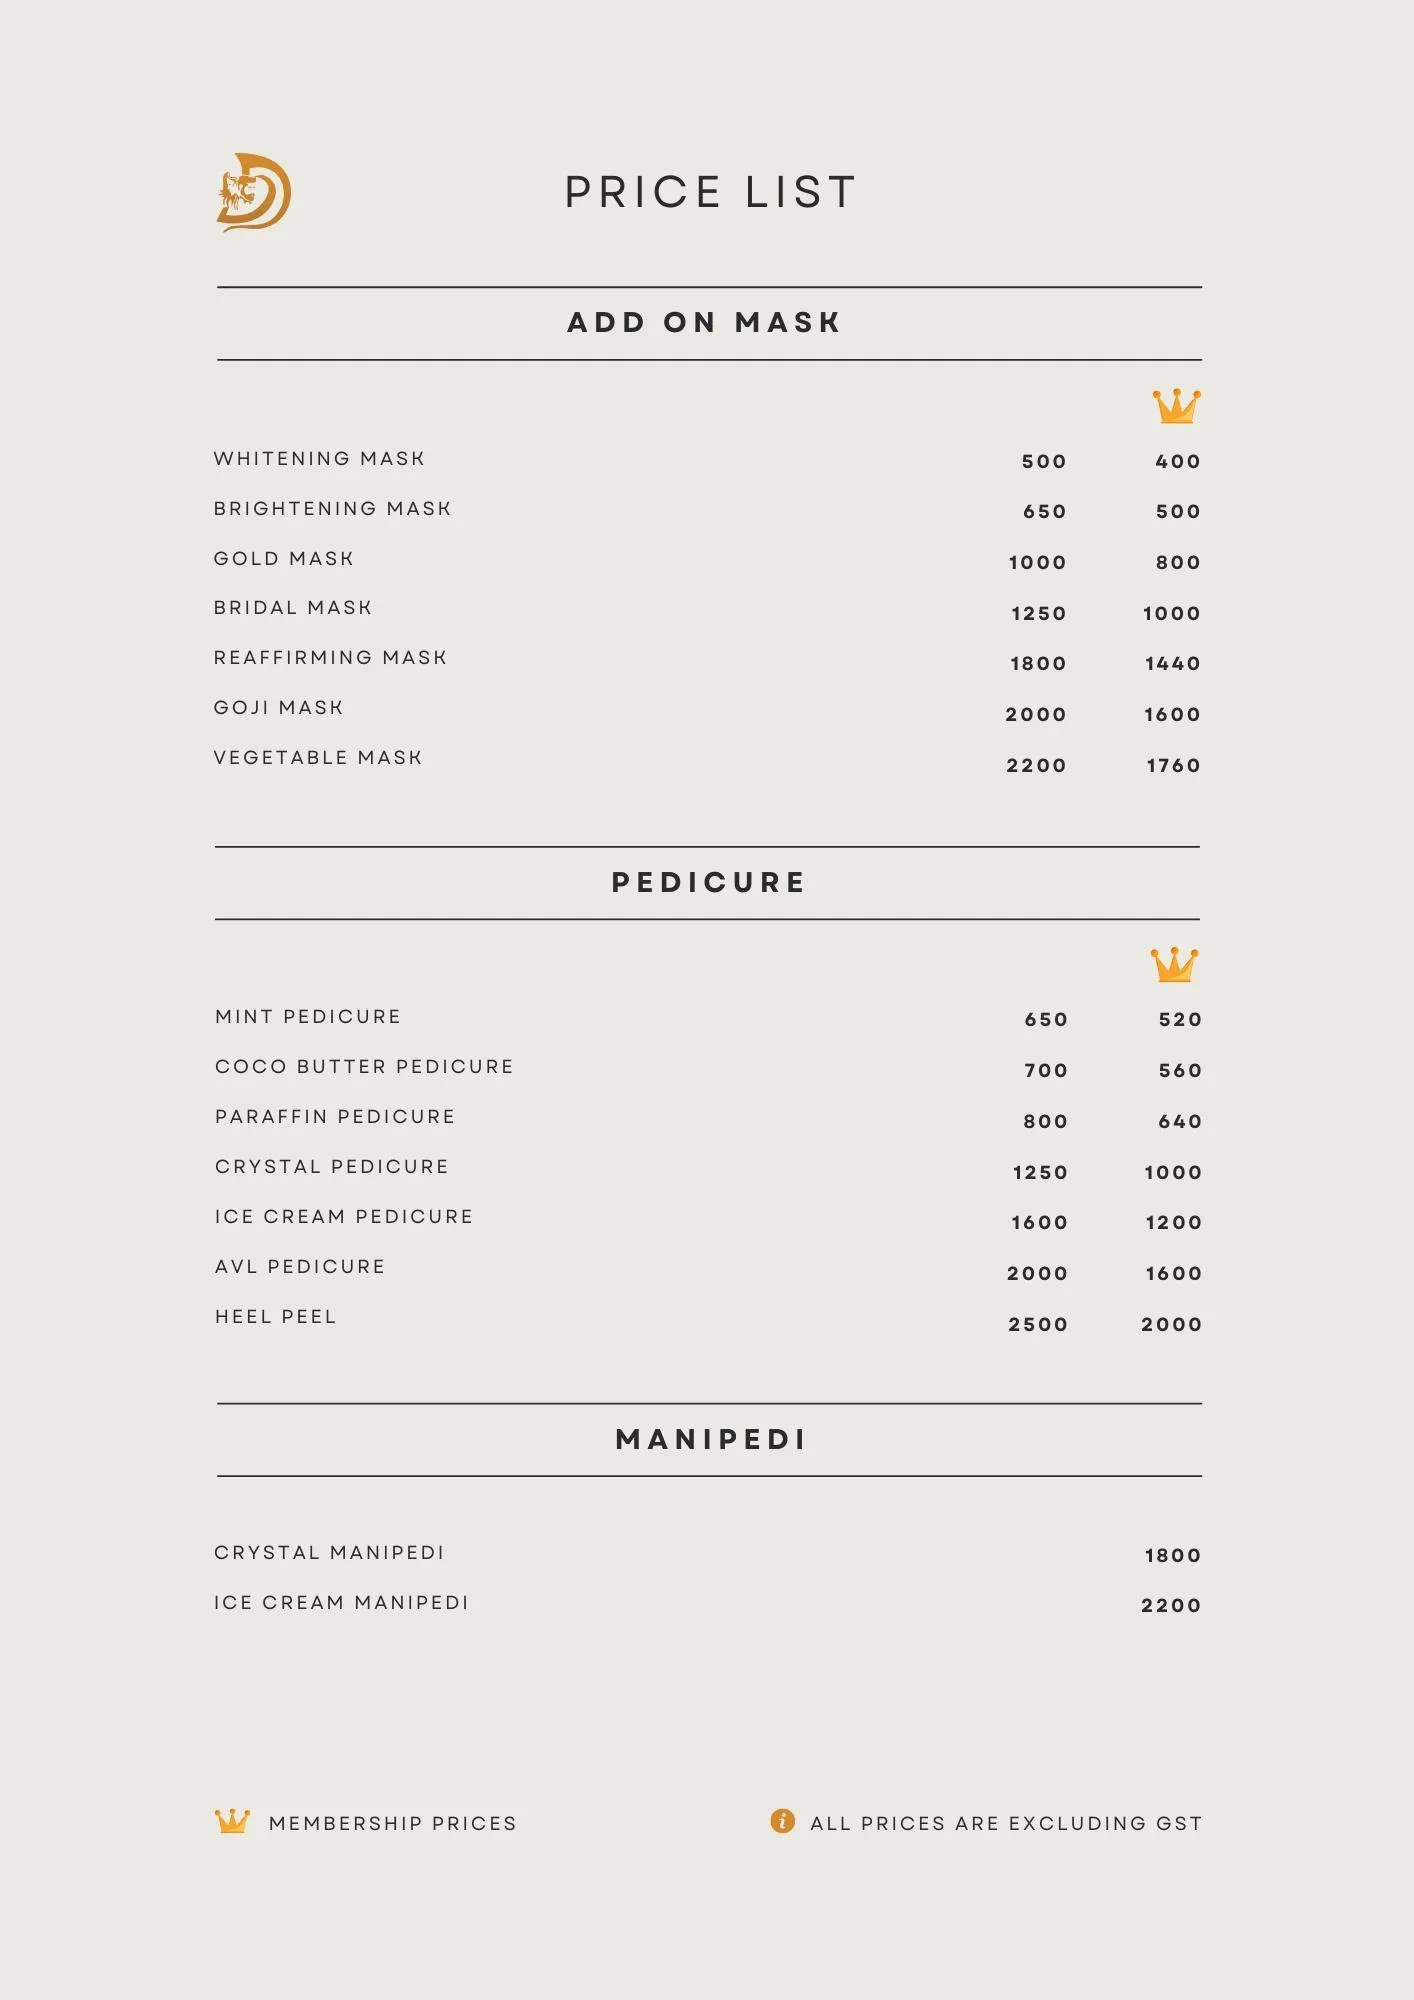 PRICE LIST
ADD ON MASK
WHITENING MASK 500 400
BRIGHTENING MASK 650 500
GOLD MASK 1000 800
BRIDAL MASK 1250 1000
REAFFIRMING MASK 1800 1440
GOJI MASK 2000 1600
VEGETABLE MASK 2200 1760
PEDICURE
MINT PEDICURE 650 520
COCO BUTTER PEDICURE 700 560
PARAFFIN PEDICURE 800 640
CRYSTAL PEDICURE 1250 1000
ICE CREAM PEDICURE 1600 1200
AVL PEDICURE 2000 1600
HEEL PEEL 2500 2000
MANIPEDI
CRYSTAL MANIPEDI 1800
ICE CREAM MANIPEDI 2200
MEMBERSHIP PRICES
ALL PRICES ARE EXCLUDING GST